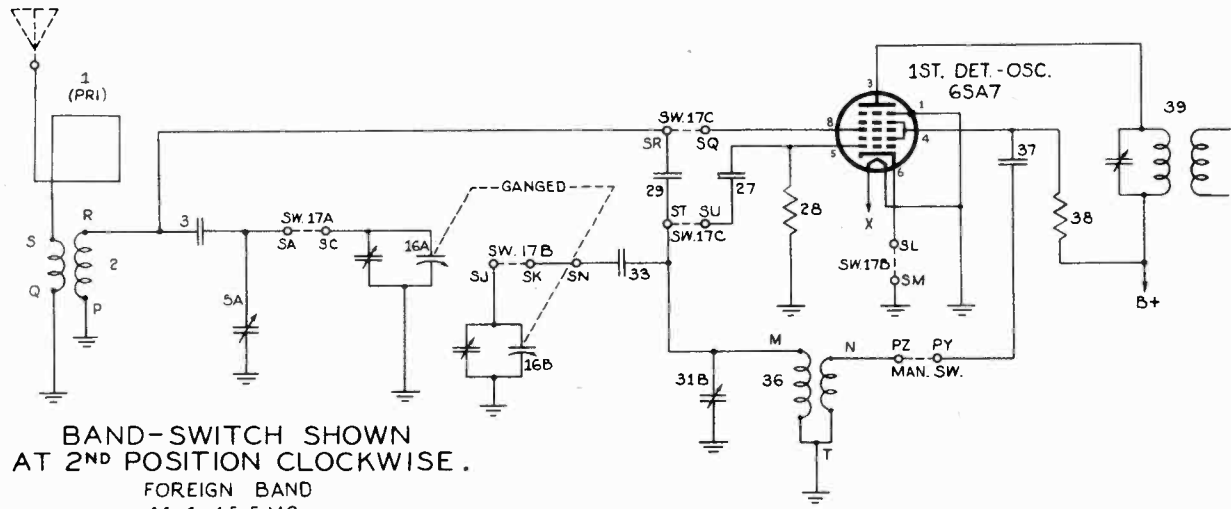 1
(PRI)
S
R
Q
2
P
3
SW. 17A
SA SC
5A
GANGED
16A
SW. 17B
SJ SK SN
16B
33
SW. 17C
SR SQ
29
27
ST SU
SW. 17C
28
1ST. DET.-OSC.
6SA7
3
1
8
4
5
6
X
SL
SW. 17B
SM
37
38
39
B+
31B
M
36
N
T
PZ PY
MAN. SW.
BAND-SWITCH SHOWN
AT 2ND POSITION CLOCKWISE.
FOREIGN BAND